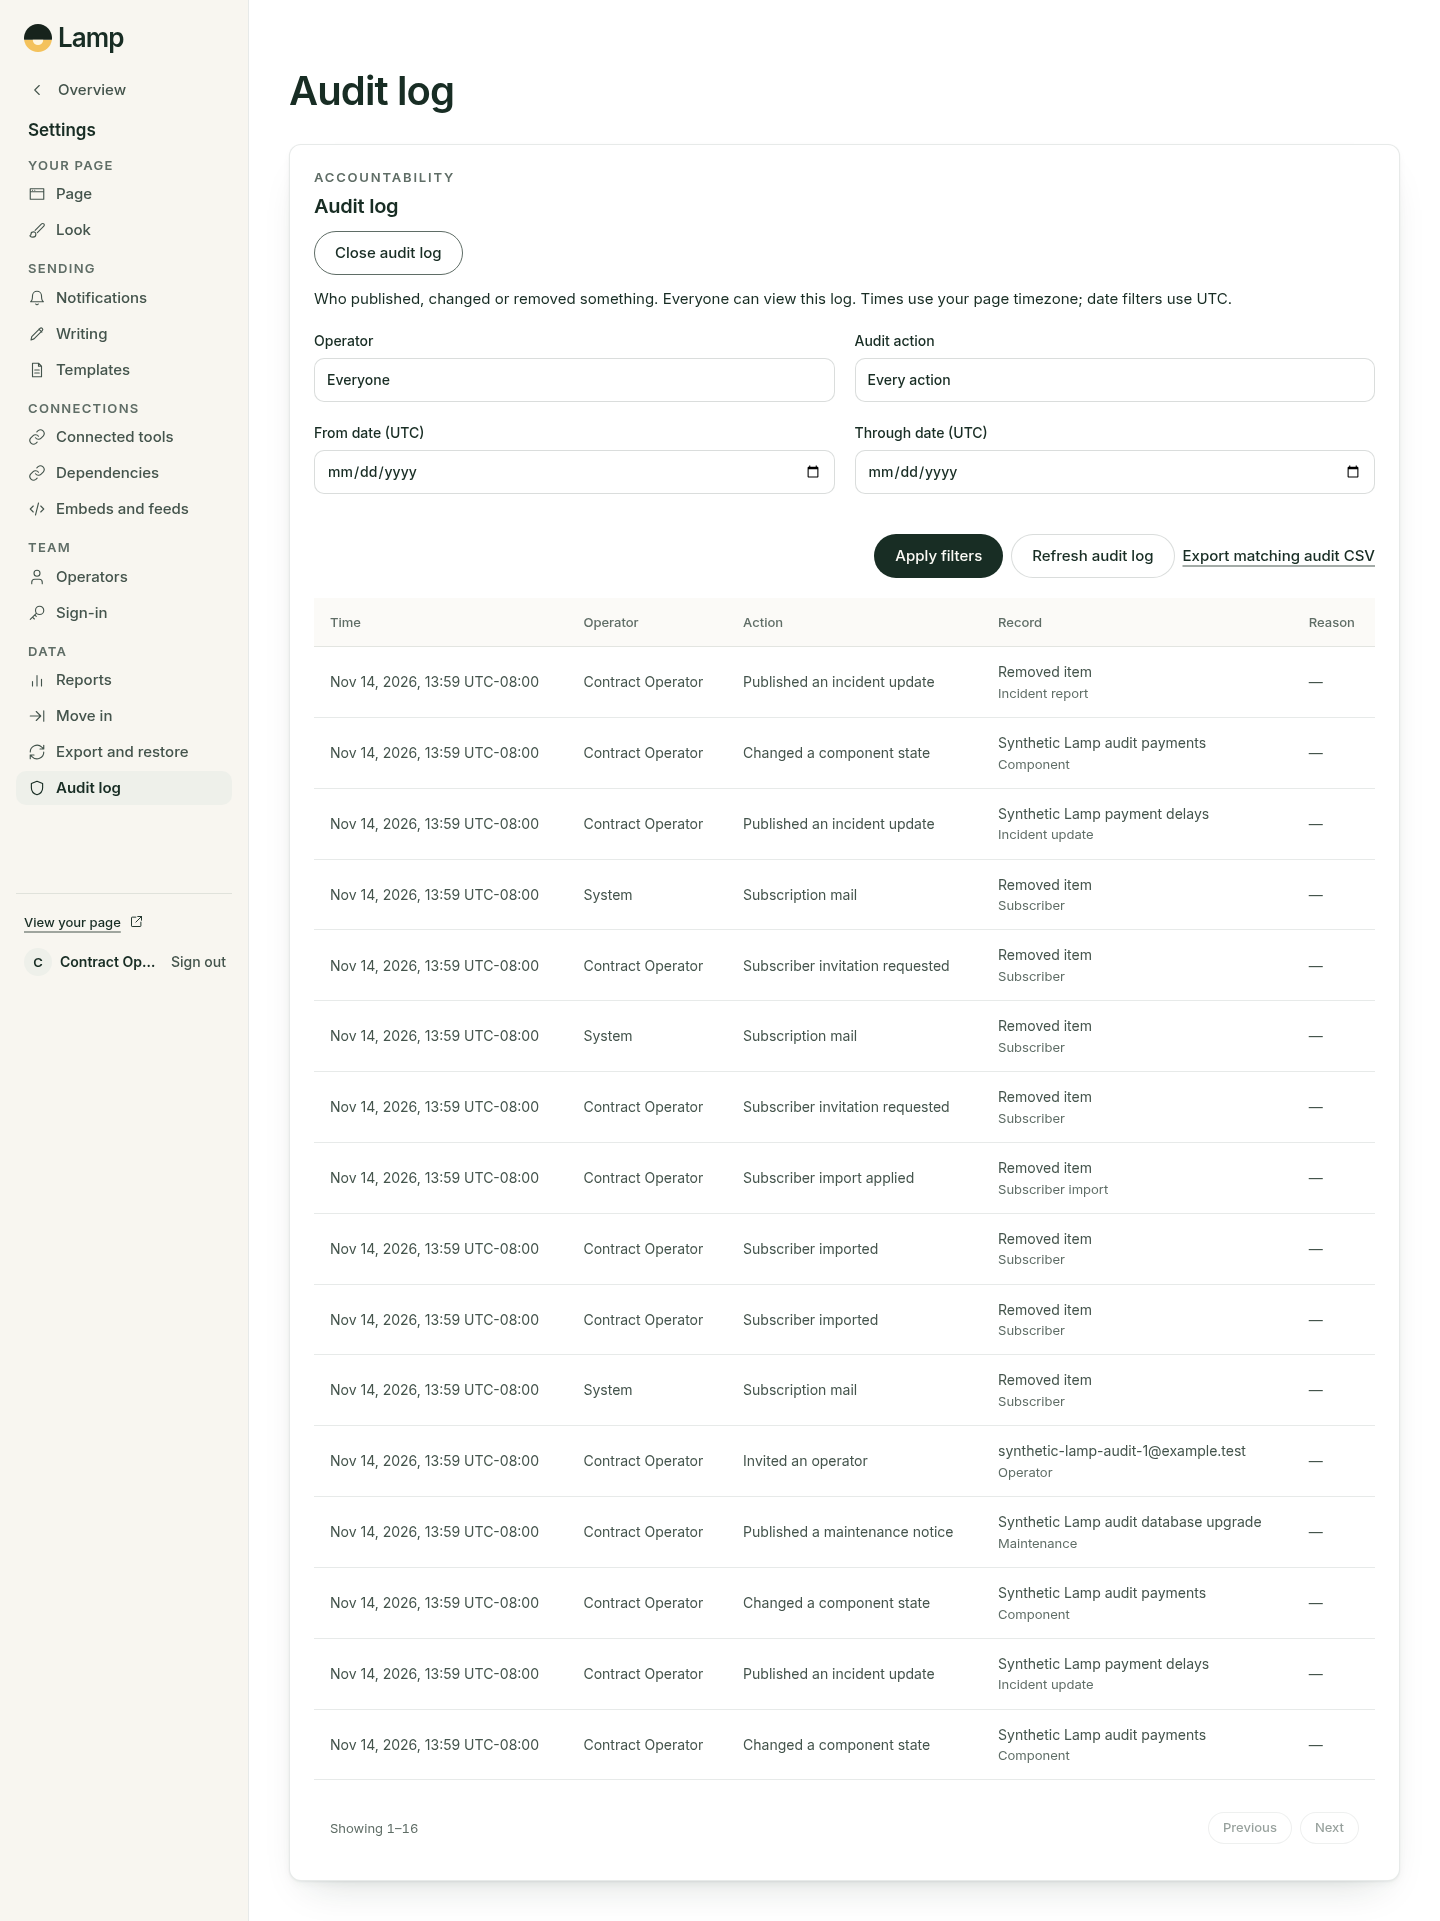 Lamp
Overview
Settings
YOUR PAGE
Page
Look
SENDING
Notifications
Writing
Templates
CONNECTIONS
Connected tools
Dependencies
Embeds and feeds
TEAM
Operators
Sign-in
DATA
Reports
Move in
Export and restore
Audit log
View your page
C Contract Op... Sign out
Audit log
ACCOUNTABILITY
Audit log
Close audit log
Who published, changed or removed something. Everyone can view this log. Times use your page timezone; date filters use UTC.
Operator Audit action
Everyone Every action
From date (UTC) Through date (UTC)
mm/dd/yyyy mm/dd/yyyy
Apply filters Refresh audit log Export matching audit CSV
Time Operator Action Record Reason
Nov 14, 2026, 13:59 UTC-08:00 Contract Operator Published an incident update Removed item —
Incident report
Nov 14, 2026, 13:59 UTC-08:00 Contract Operator Changed a component state Synthetic Lamp audit payments —
Component
Nov 14, 2026, 13:59 UTC-08:00 Contract Operator Published an incident update Synthetic Lamp payment delays —
Incident update
Nov 14, 2026, 13:59 UTC-08:00 System Subscription mail Removed item —
Subscriber
Nov 14, 2026, 13:59 UTC-08:00 Contract Operator Subscriber invitation requested Removed item —
Subscriber
Nov 14, 2026, 13:59 UTC-08:00 System Subscription mail Removed item —
Subscriber
Nov 14, 2026, 13:59 UTC-08:00 Contract Operator Subscriber invitation requested Removed item —
Subscriber
Nov 14, 2026, 13:59 UTC-08:00 Contract Operator Subscriber import applied Removed item —
Subscriber import
Nov 14, 2026, 13:59 UTC-08:00 Contract Operator Subscriber imported Removed item —
Subscriber
Nov 14, 2026, 13:59 UTC-08:00 Contract Operator Subscriber imported Removed item —
Subscriber
Nov 14, 2026, 13:59 UTC-08:00 System Subscription mail Removed item —
Subscriber
Nov 14, 2026, 13:59 UTC-08:00 Contract Operator Invited an operator synthetic-lamp-audit-1@example.test —
Operator
Nov 14, 2026, 13:59 UTC-08:00 Contract Operator Published a maintenance notice Synthetic Lamp audit database upgrade —
Maintenance
Nov 14, 2026, 13:59 UTC-08:00 Contract Operator Changed a component state Synthetic Lamp audit payments —
Component
Nov 14, 2026, 13:59 UTC-08:00 Contract Operator Published an incident update Synthetic Lamp payment delays —
Incident update
Nov 14, 2026, 13:59 UTC-08:00 Contract Operator Changed a component state Synthetic Lamp audit payments —
Component
Showing 1–16 Previous Next